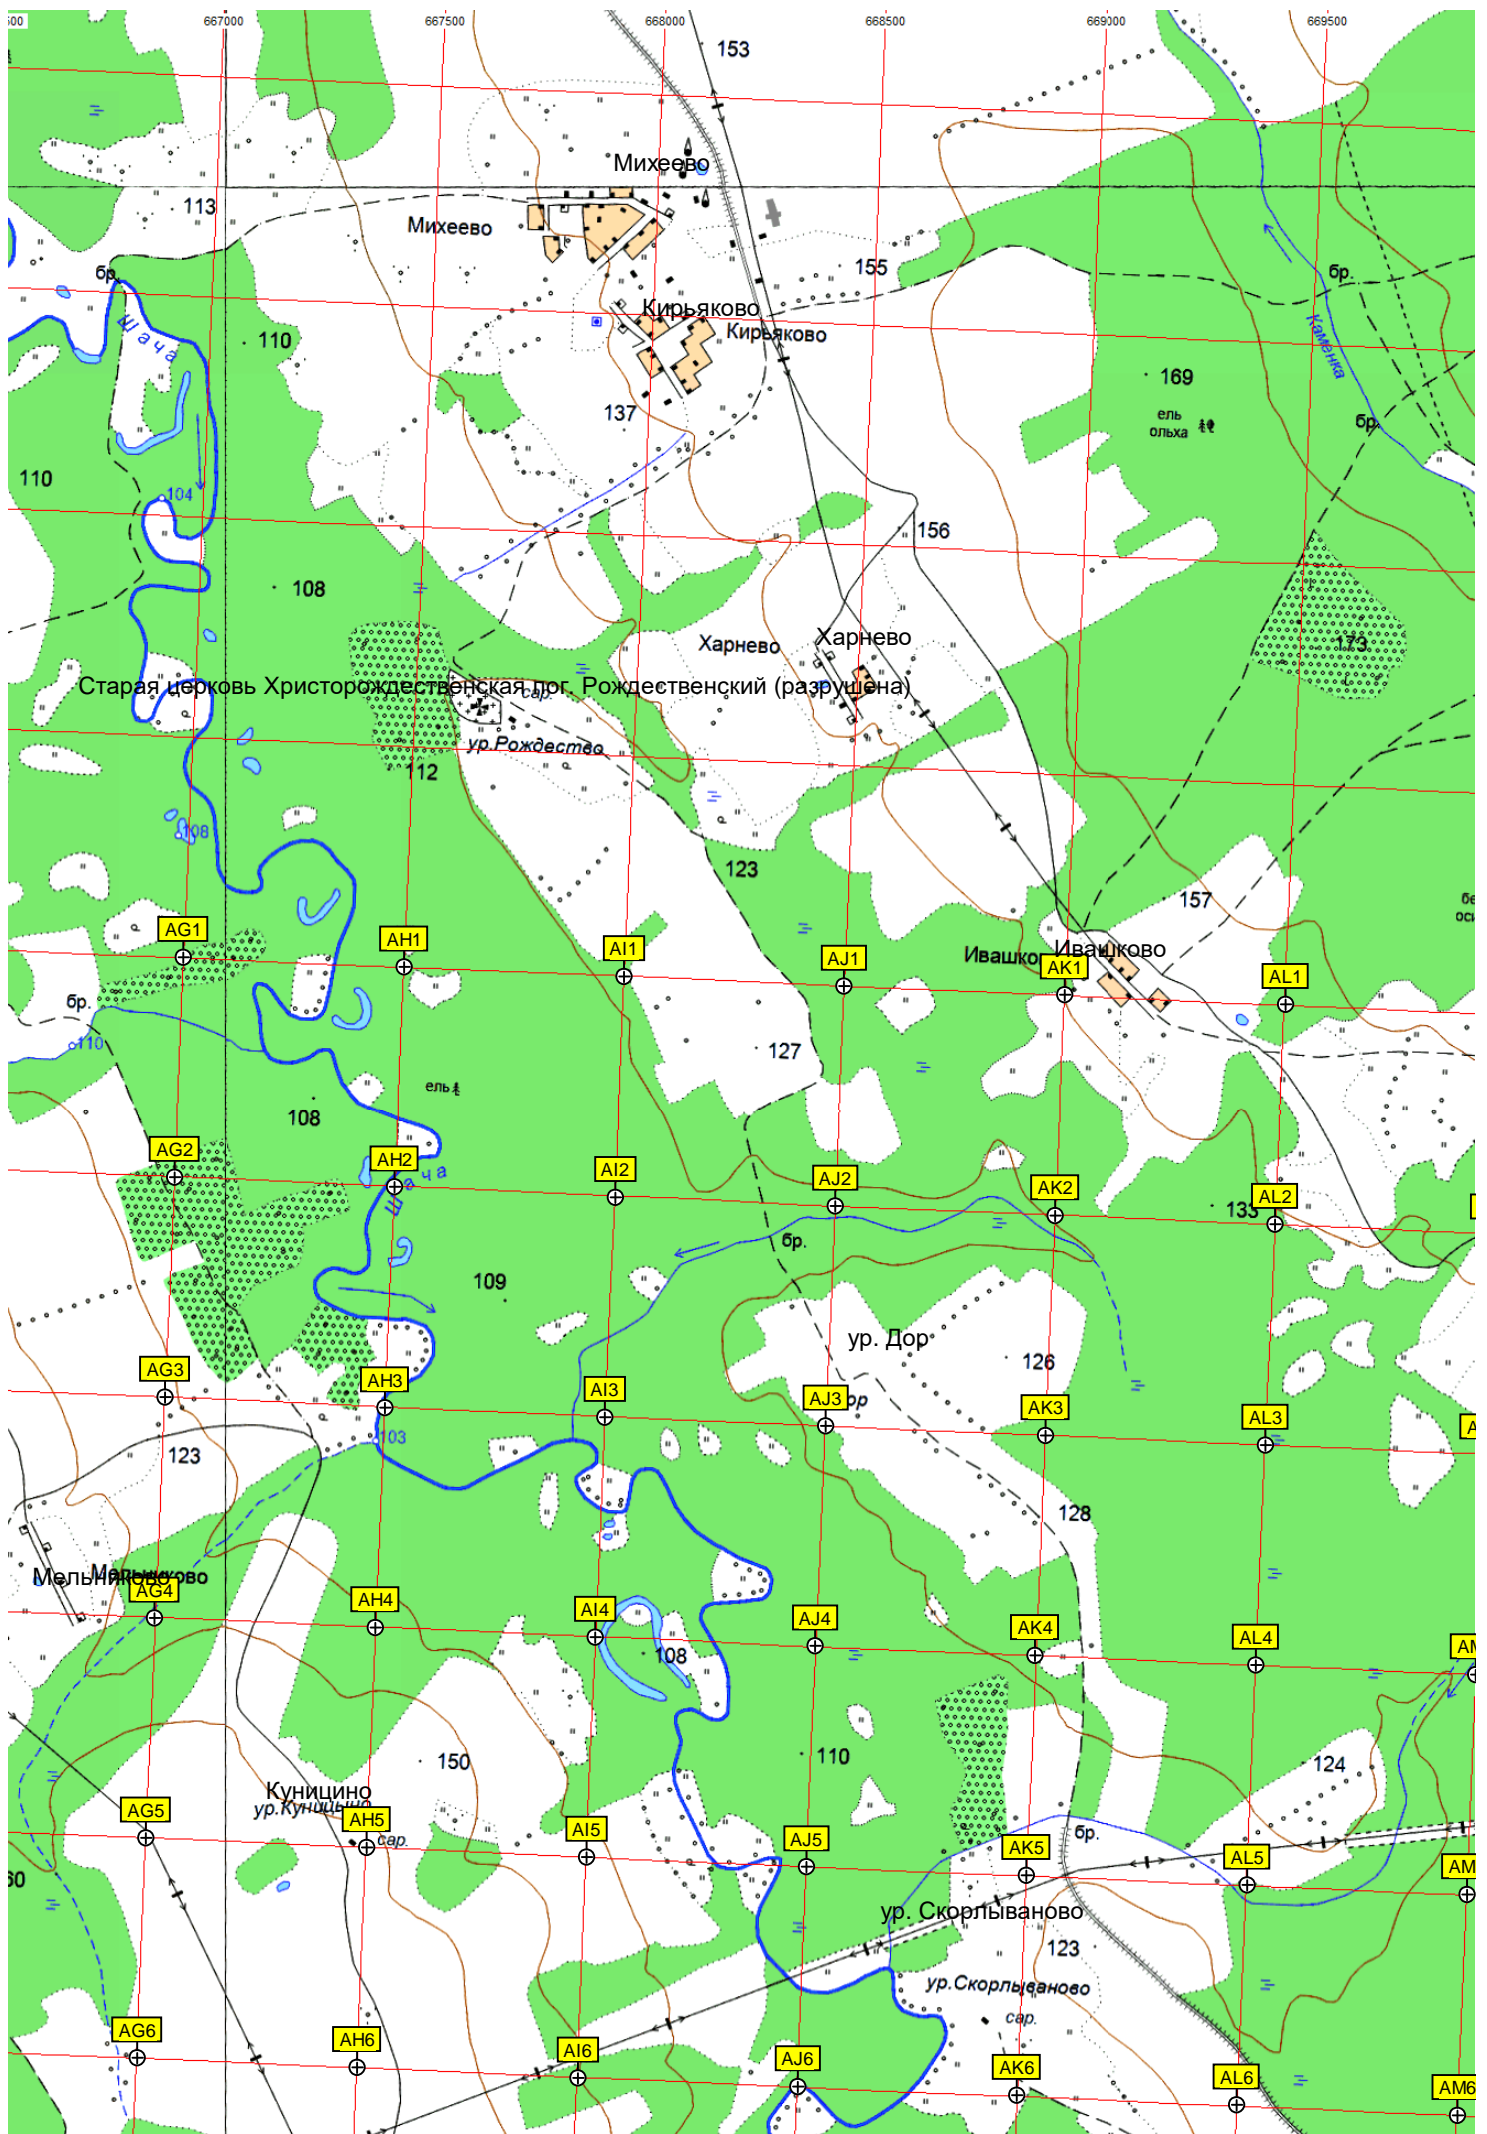 667000
667500
668000
668500
669000
669500
153
Михеево
113
Михеево
155
бр.
бр.
Шача
Кирьяково
Кирьяково
110
Каменка
169
137
ель
ольха
бр.
110
104
156
108
Харнево
Харнево
173
Старая церковь Христорождественская пог. Рождественский (разрушена)
сар.
ур.Рождество
112
108
123
157
AG1
AH1
AI1
AJ1
Ивашково
AK1
AL1
бр.
110
127
ель
108
AG2
AH2
Шача
AI2
AJ2
AK2
AL2
133
бр.
109
ур. Дор
126
AG3
AH3
AI3
AJ3
AK3
AL3
103
123
128
Мельниково
Мельниково
AG4
AH4
AI4
AJ4
AK4
AL4
108
150
110
124
Куницино
ур.Куницыно
сар.
AG5
AH5
AI5
AJ5
AK5
AL5
бр.
ур. Скорлываново
123
ур.Скорлываново
сар.
AG6
AH6
AI6
AJ6
AK6
AL6
AM6